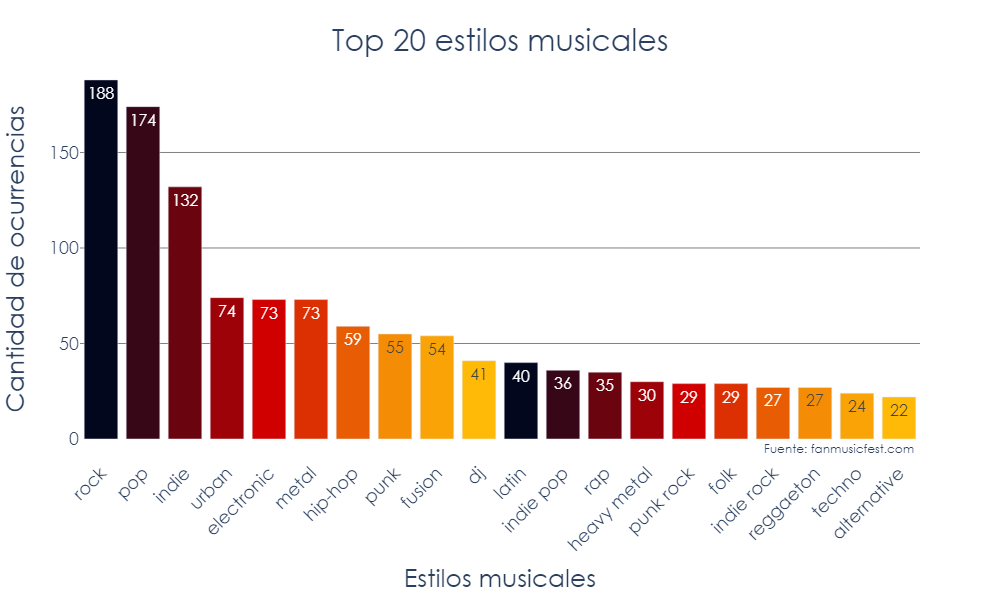 Top 20 estilos musicales
Cantidad de ocurrencias
150
100
50
0
188
174
132
74
73
73
59
55
54
41
40
36
35
30
29
29
27
27
24
22
Fuente: fanmusicfest.com
rock
pop
indie
urban
electronic
metal
hip-hop
punk
fusion
dj
latin
indie pop
rap
heavy metal
punk rock
folk
indie rock
reggaeton
techno
alternative
Estilos musicales